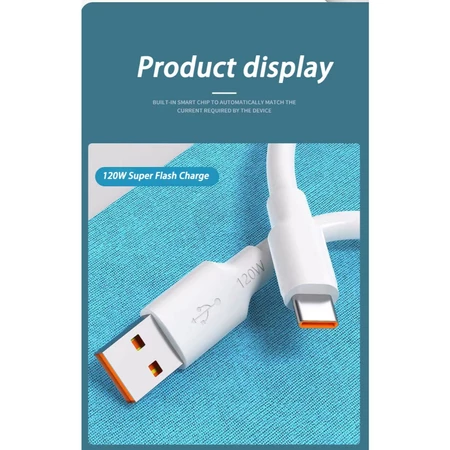 Product display
BUILT-IN SMART CHIP TO AUTOMATICALLY MATCH THE
CURRENT REQUIRED BY THE DEVICE
120W Super Flash Charge
120W